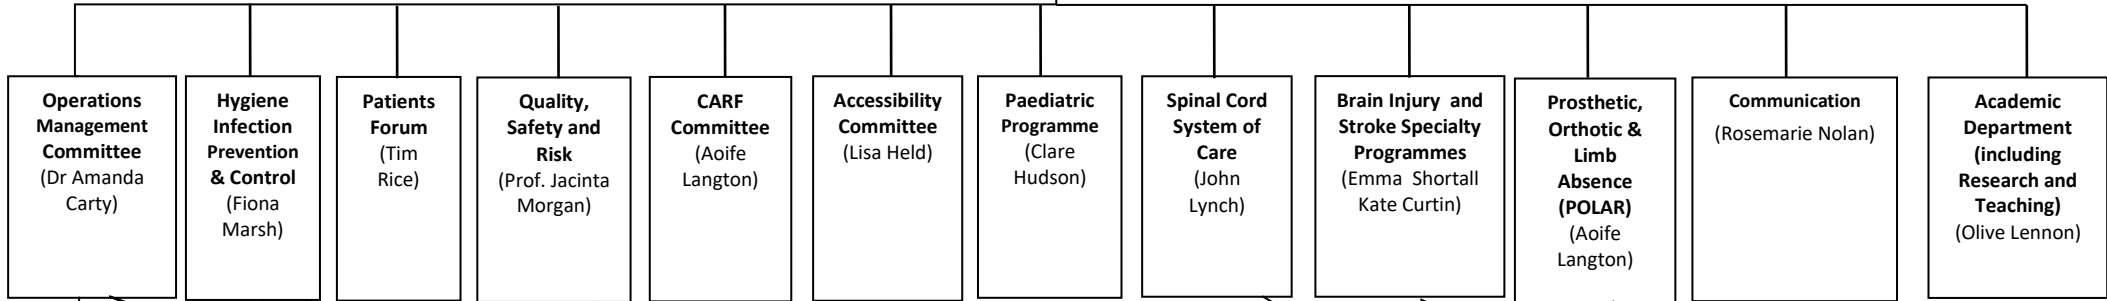 Operations
Management
Committee
(Dr Amanda
Carty)
Hygiene
Infection
Prevention
& Control
(Fiona
Marsh)
Patients
Forum
(Tim
Rice)
Quality,
Safety and
Risk
(Prof. Jacinta
Morgan)
CARF
Committee
(Aoife
Langton)
Accessibility
Committee
(Lisa Held)
Paediatric
Programme
(Clare
Hudson)
Spinal Cord
System of
Care
(John
Lynch)
Brain Injury and
Stroke Specialty
Programmes
(Emma Shortall
Kate Curtin)
Prosthetic,
Orthotic &
Limb
Absence
(POLAR)
(Aoife
Langton)
Communication
(Rosemarie Nolan)
Academic
Department
(including
Research and
Teaching)
(Olive Lennon)